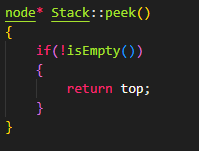 node* Stack::peek()
{
if(!isEmpty())
{
return top;
}
}